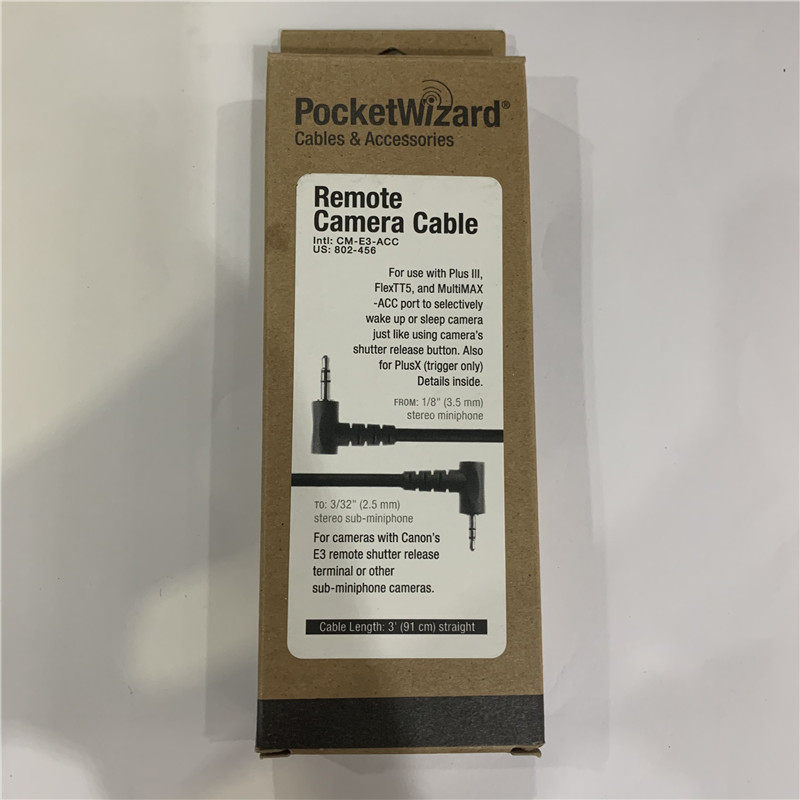 PocketWizard®
Cables & Accessories
Remote
Camera Cable
Intl: CM-E3-ACC
US: 802-456
For use with Plus III,
FlexTT5, and MultiMAX
-ACC port to selectively
wake up or sleep camera
just like using camera's
shutter release button. Also
for PlusX (trigger only)
Details inside.
FROM: 1/8" (3.5 mm)
stereo miniphone
TO: 3/32" (2.5 mm)
stereo sub-miniphone
For cameras with Canon's
E3 remote shutter release
terminal or other
sub-miniphone cameras.
Cable Length: 3' (91 cm) straight